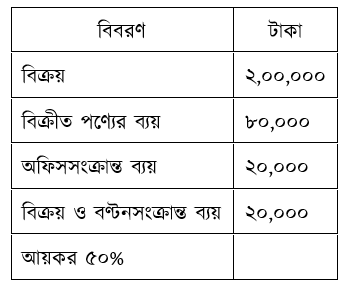 বিবরণ টাকা
বিক্রয় ২,০০,০০০
বিক্রীত পণ্যের ব্যয় ৮০,০০০
অফিসসংক্রান্ত ব্যয় ২০,০০০
বিক্রয় ও বণ্টনসংক্রান্ত ব্যয় ২০,০০০
আয়কর ৫০%